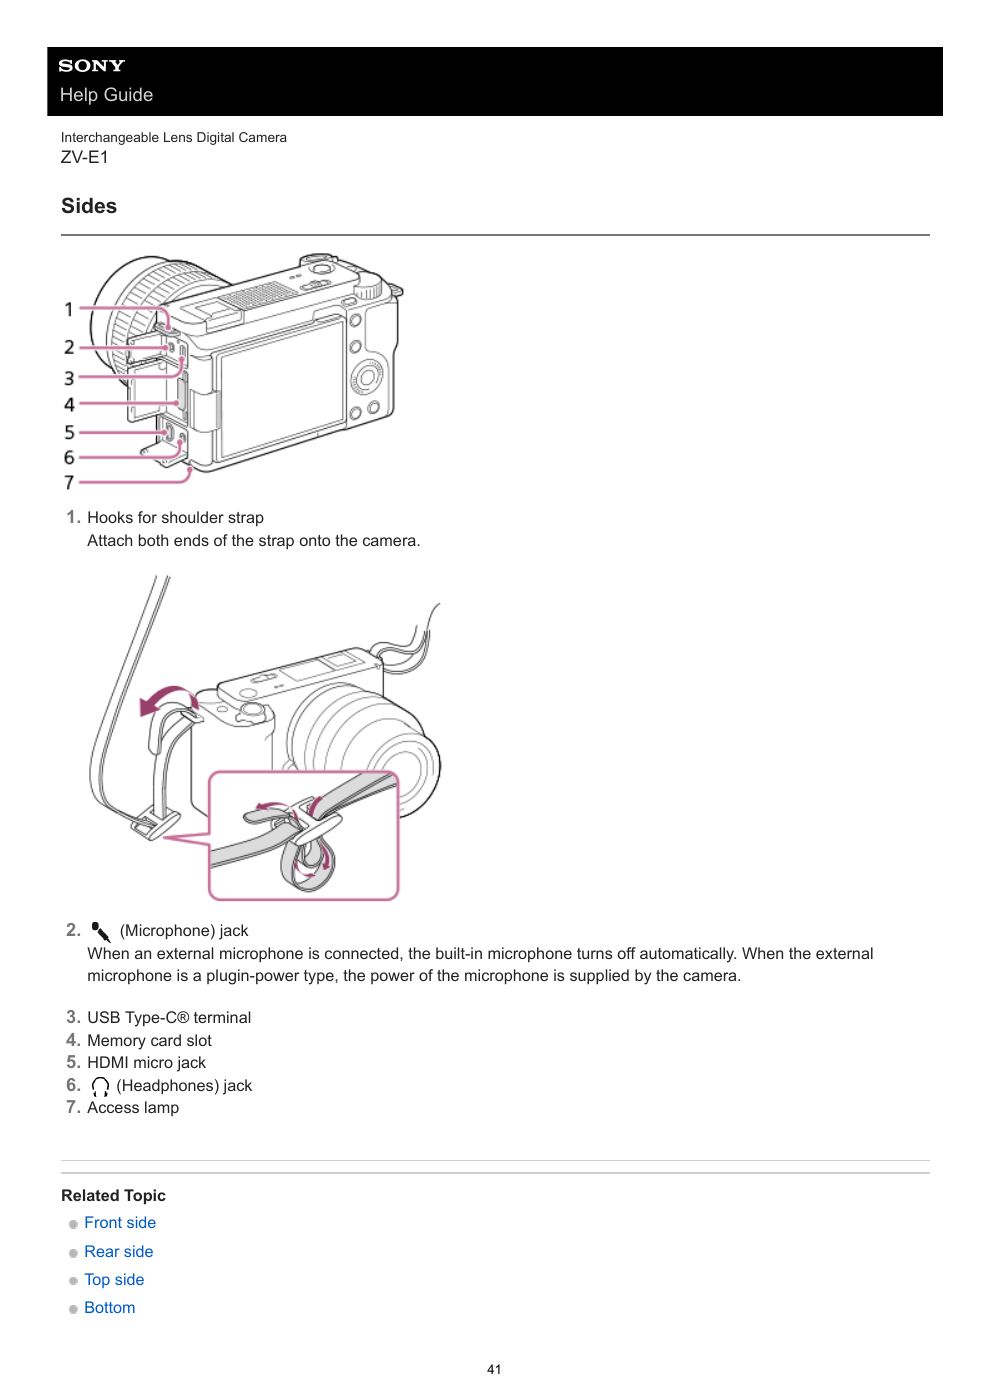 SONY
Help Guide
Interchangeable Lens Digital Camera
ZV-E1
Sides
1
2
3
4
5
6
7
1. Hooks for shoulder strap
Attach both ends of the strap onto the camera.
2. (Microphone) jack
When an external microphone is connected, the built-in microphone turns off automatically. When the external
microphone is a plugin-power type, the power of the microphone is supplied by the camera.
3. USB Type-C® terminal
4. Memory card slot
5. HDMI micro jack
6. (Headphones) jack
7. Access lamp
Related Topic
Front side
Rear side
Top side
Bottom
41